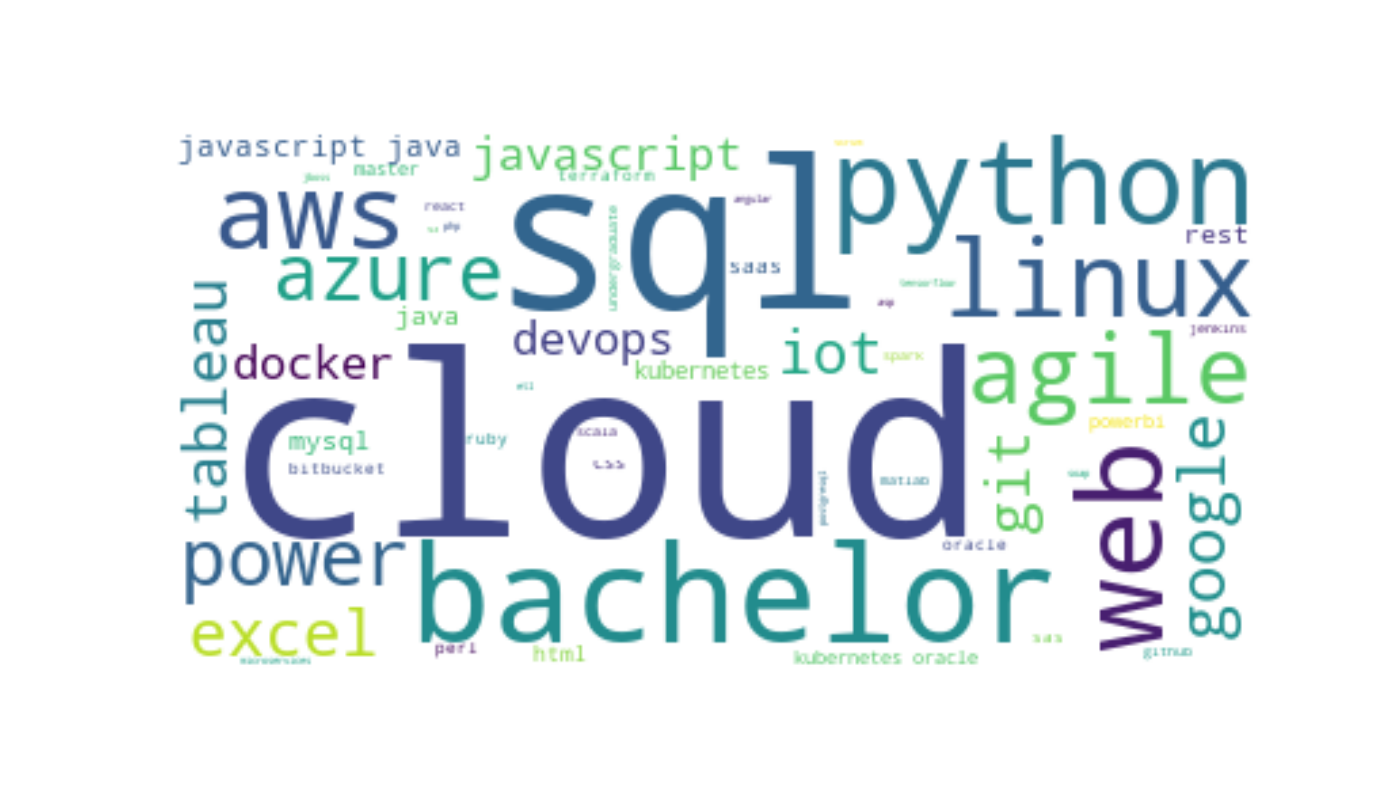 javascript java
javascript
python
master
terraform
aws
sql
react
php
angular
undergraduate
rest
azure
saas
linux
tensorflow
java
asp
tableau
devops
jenkins
docker
iot
kubernetes
spark
agile
cloud
powerbi
google
mysql
ruby
scala
git
web
bitbucket
css
matlab
soap
postgresql
power
bachelor
oracle
excel
perl
html
sas
kubernetes oracle
github
microservices